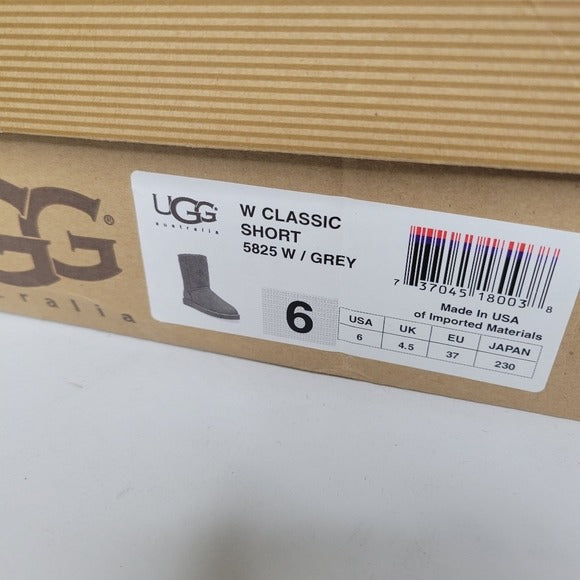 UGG®
australia
UGG
australia
W CLASSIC
SHORT
5825 W / GREY
6
7 37045 18003 8
Made In USA
of Imported Materials
USA UK EU JAPAN
6 4.5 37 230